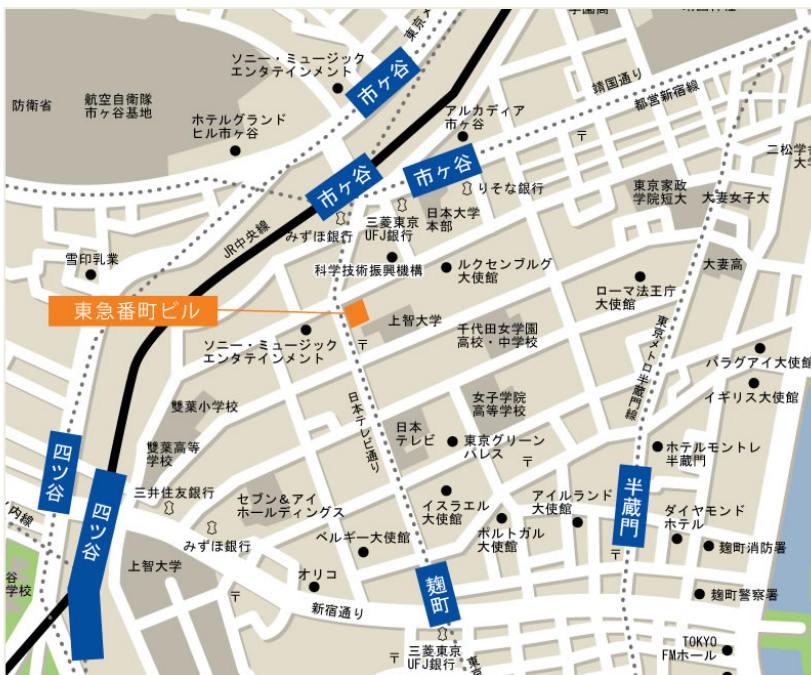 ソニー・ミュージック
エンタテインメント
東京メト
市ヶ谷
防衛省
航空自衛隊
市ヶ谷基地
ホテルグランド
ヒル市ヶ谷
アルカディア
市ヶ谷
靖国通り
都営新宿線
市ヶ谷
市ヶ谷
りそな銀行
二松学舎
大学
東京家政
学院短大
大妻女子大
JR中央線
みずほ銀行
三菱東京
UFJ銀行
日本大学
本部
雪印乳業
科学技術振興機構
ルクセンブルグ
大使館
ローマ法王庁
大使館
大妻高
東急番町ビル
〒
上智大学
千代田女学園
高校・中学校
ソニー・ミュージック
エンタテインメント
東京メトロ半蔵門線
パラグアイ大使館
イギリス大使館
日本テレビ通り
女子学院
高等学校
雙葉小学校
日本
テレビ
東京グリーン
パレス
〒
雙葉高等
学校
四ツ谷
四ツ谷
ホテルモントレ
半蔵門
半蔵門
三井住友銀行
セブン&アイ
ホールディングス
イスラエル
大使館
ポルトガル
大使館
アイルランド
大使館
ダイヤモンド
ホテル
ノ内線
みずほ銀行
ベルギー大使館
麹町消防署
〒
上智大学
谷
学校
オリコ
〒
新宿通り
麹町
麹町警察署
三菱東京
UFJ銀行
〒
TOKYO
FMホール
〒